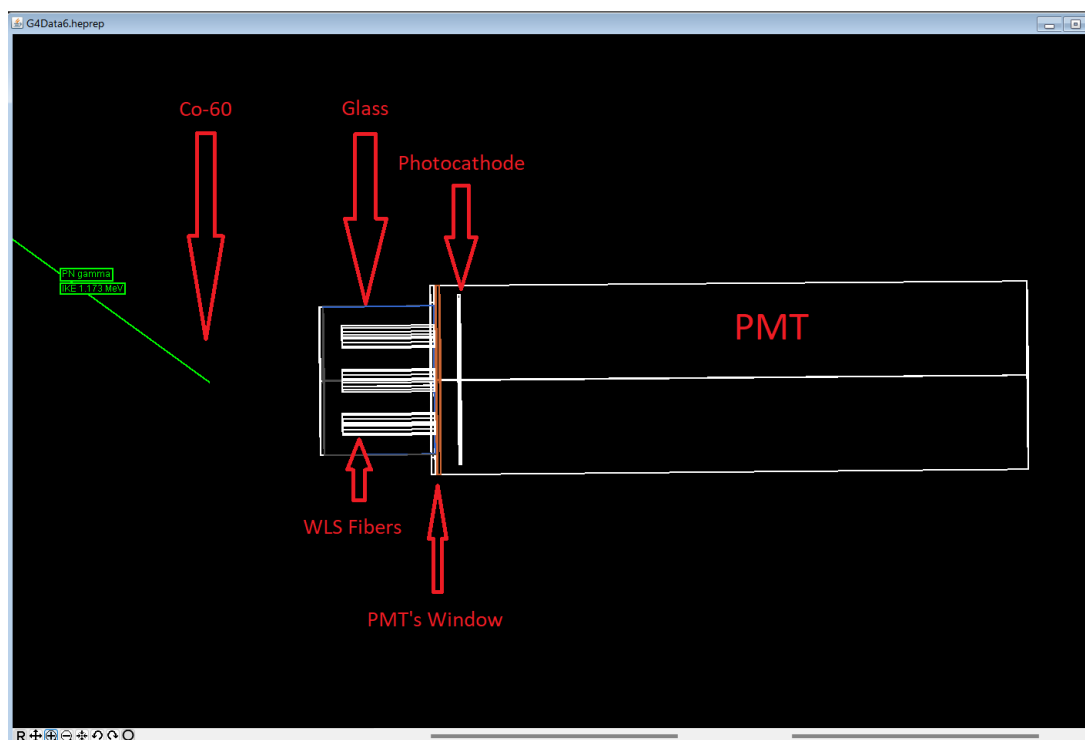 G4Data6.heprep
Co-60
Glass
Photocathode
PN gamma
IKE 1.173 MeV
PMT
WLS Fibers
PMT's Window
R